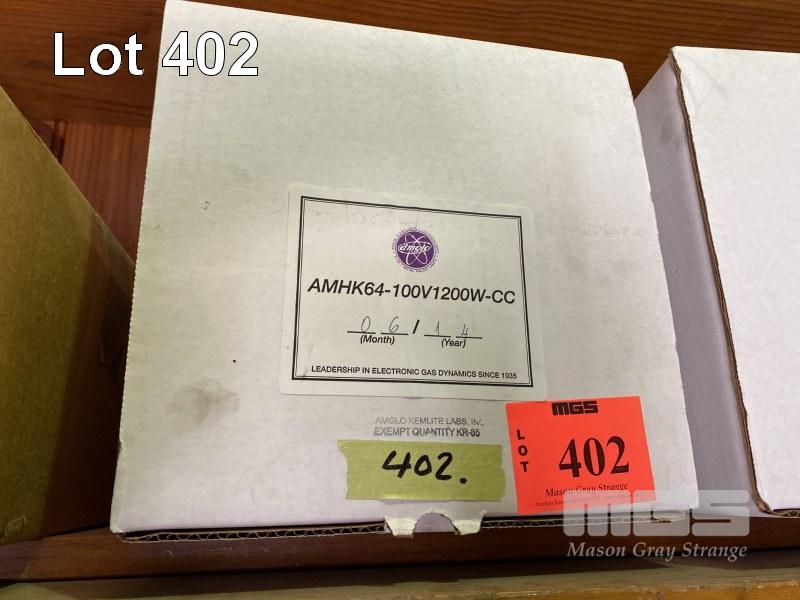 Lot 402
amglo
AMHK64-100V1200W-CC
0 6 / 1 4
(Month) (Year)
LEADERSHIP IN ELECTRONIC GAS DYNAMICS SINCE 1935
AMGLO KEMLITE LABS, INC.
EXEMPT QUANTITY KR-85
402.
MGS
LOT
402
Mason Gray Strange
MGS
Mason Gray Strange